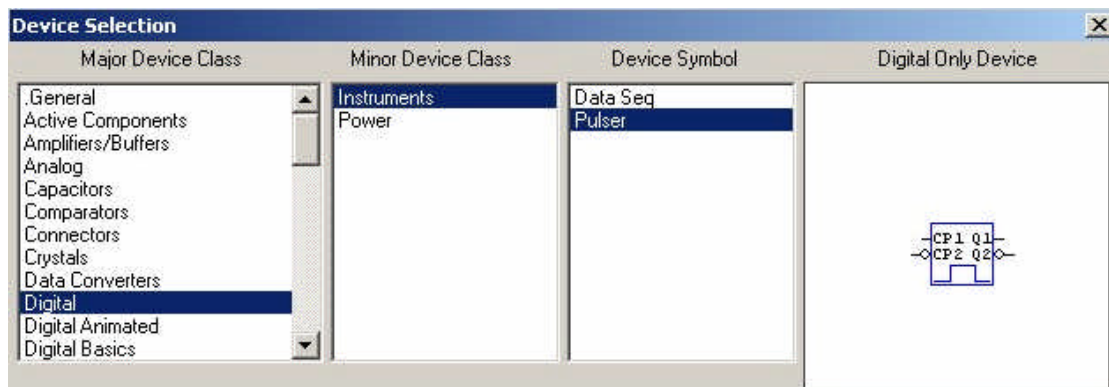 Device Selection
Major Device Class
Minor Device Class
Device Symbol
Digital Only Device
.General
Active Components
Amplifiers/Buffers
Analog
Capacitors
Comparators
Connectors
Crystals
Data Converters
Digital
Digital Animated
Digital Basics
Instruments
Power
Data Seq
Pulser
CP1 Q1
CP2 Q2